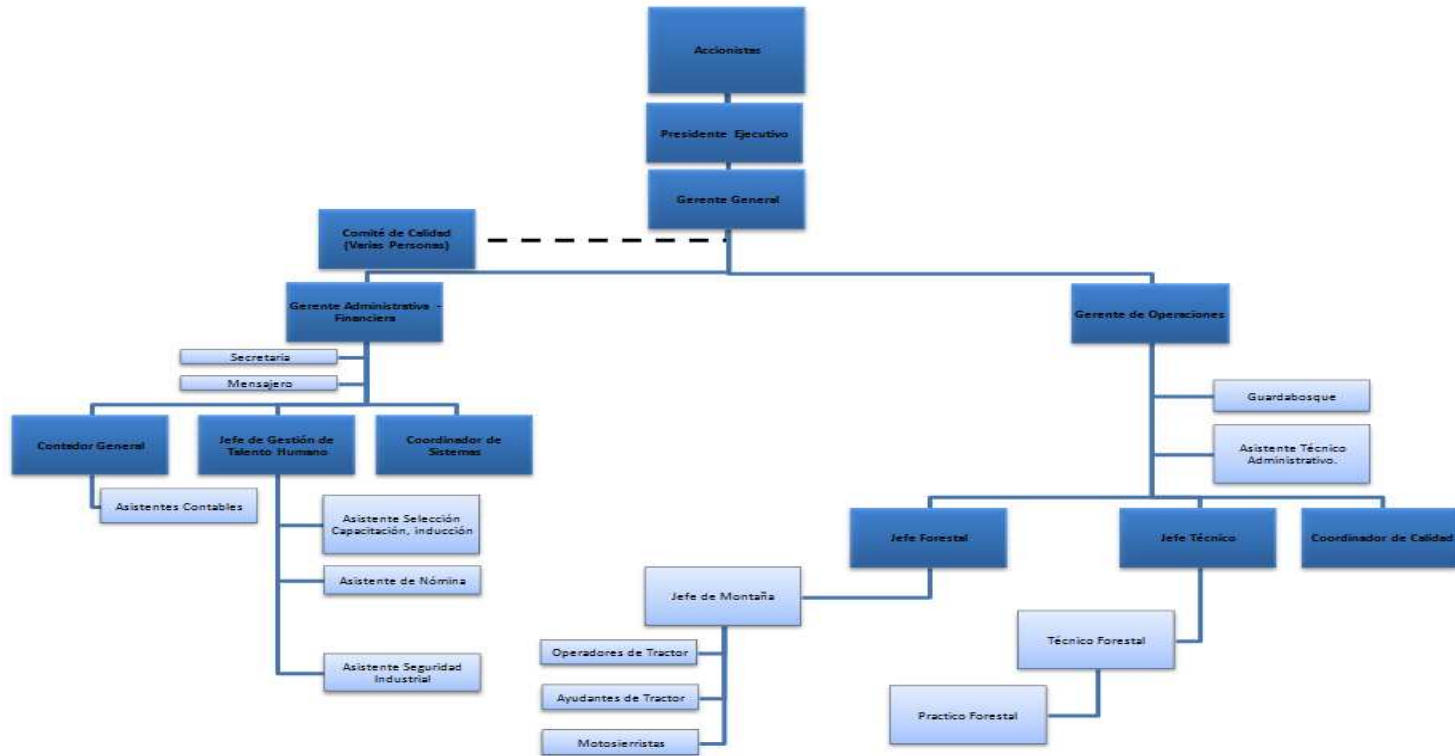 Accionistas
Presidente Ejecutivo
Gerente General
Comité de Calidad
(Varias Personas)
Gerente Administrativa -
Financiera
Gerente de Operaciones
Secretaria
Mensajero
Guardabosque
Contador General
Jefe de Gestión de
Talento Humano
Coordinador de
Sistemas
Asistente Técnico
Administrativo.
Asistentes Contables
Asistente Selección
Capacitación, inducción
Asistente de Nómina
Asistente Seguridad
Industrial
Jefe Forestal
Jefe Técnico
Coordinador de Calidad
Jefe de Montaña
Operadores de Tractor
Ayudantes de Tractor
Motosierristas
Técnico Forestal
Practico Forestal